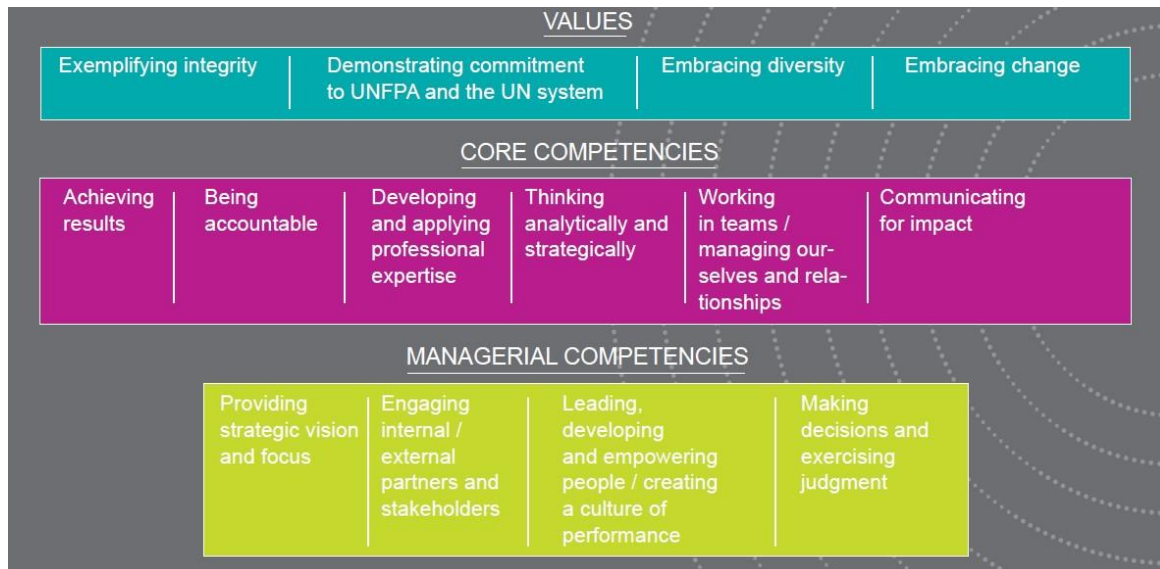 VALUES
Exemplifying integrity
Demonstrating commitment
to UNFPA and the UN system
Embracing diversity
Embracing change
CORE COMPETENCIES
Achieving
results
Being
accountable
Developing
and applying
professional
expertise
Thinking
analytically and
strategically
Working
in teams /
managing our-
selves and rela-
tionships
Communicating
for impact
MANAGERIAL COMPETENCIES
Providing
strategic vision
and focus
Engaging
internal /
external
partners and
stakeholders
Leading,
developing
and empowering
people / creating
a culture of
performance
Making
decisions and
exercising
judgment